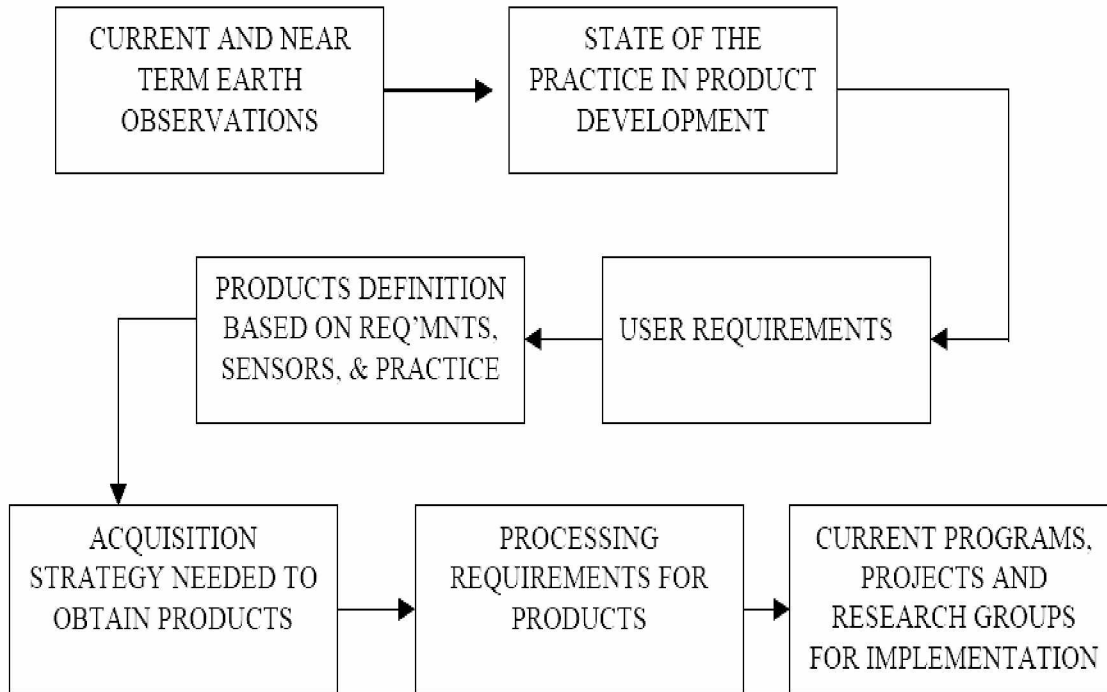 CURRENT AND NEAR
TERM EARTH
OBSERVATIONS
STATE OF THE
PRACTICE IN PRODUCT
DEVELOPMENT
PRODUCTS DEFINITION
BASED ON REQ’MNTS,
SENSORS, & PRACTICE
USER REQUIREMENTS
ACQUISITION
STRATEGY NEEDED TO
OBTAIN PRODUCTS
PROCESSING
REQUIREMENTS FOR
PRODUCTS
CURRENT PROGRAMS,
PROJECTS AND
RESEARCH GROUPS
FOR IMPLEMENTATION